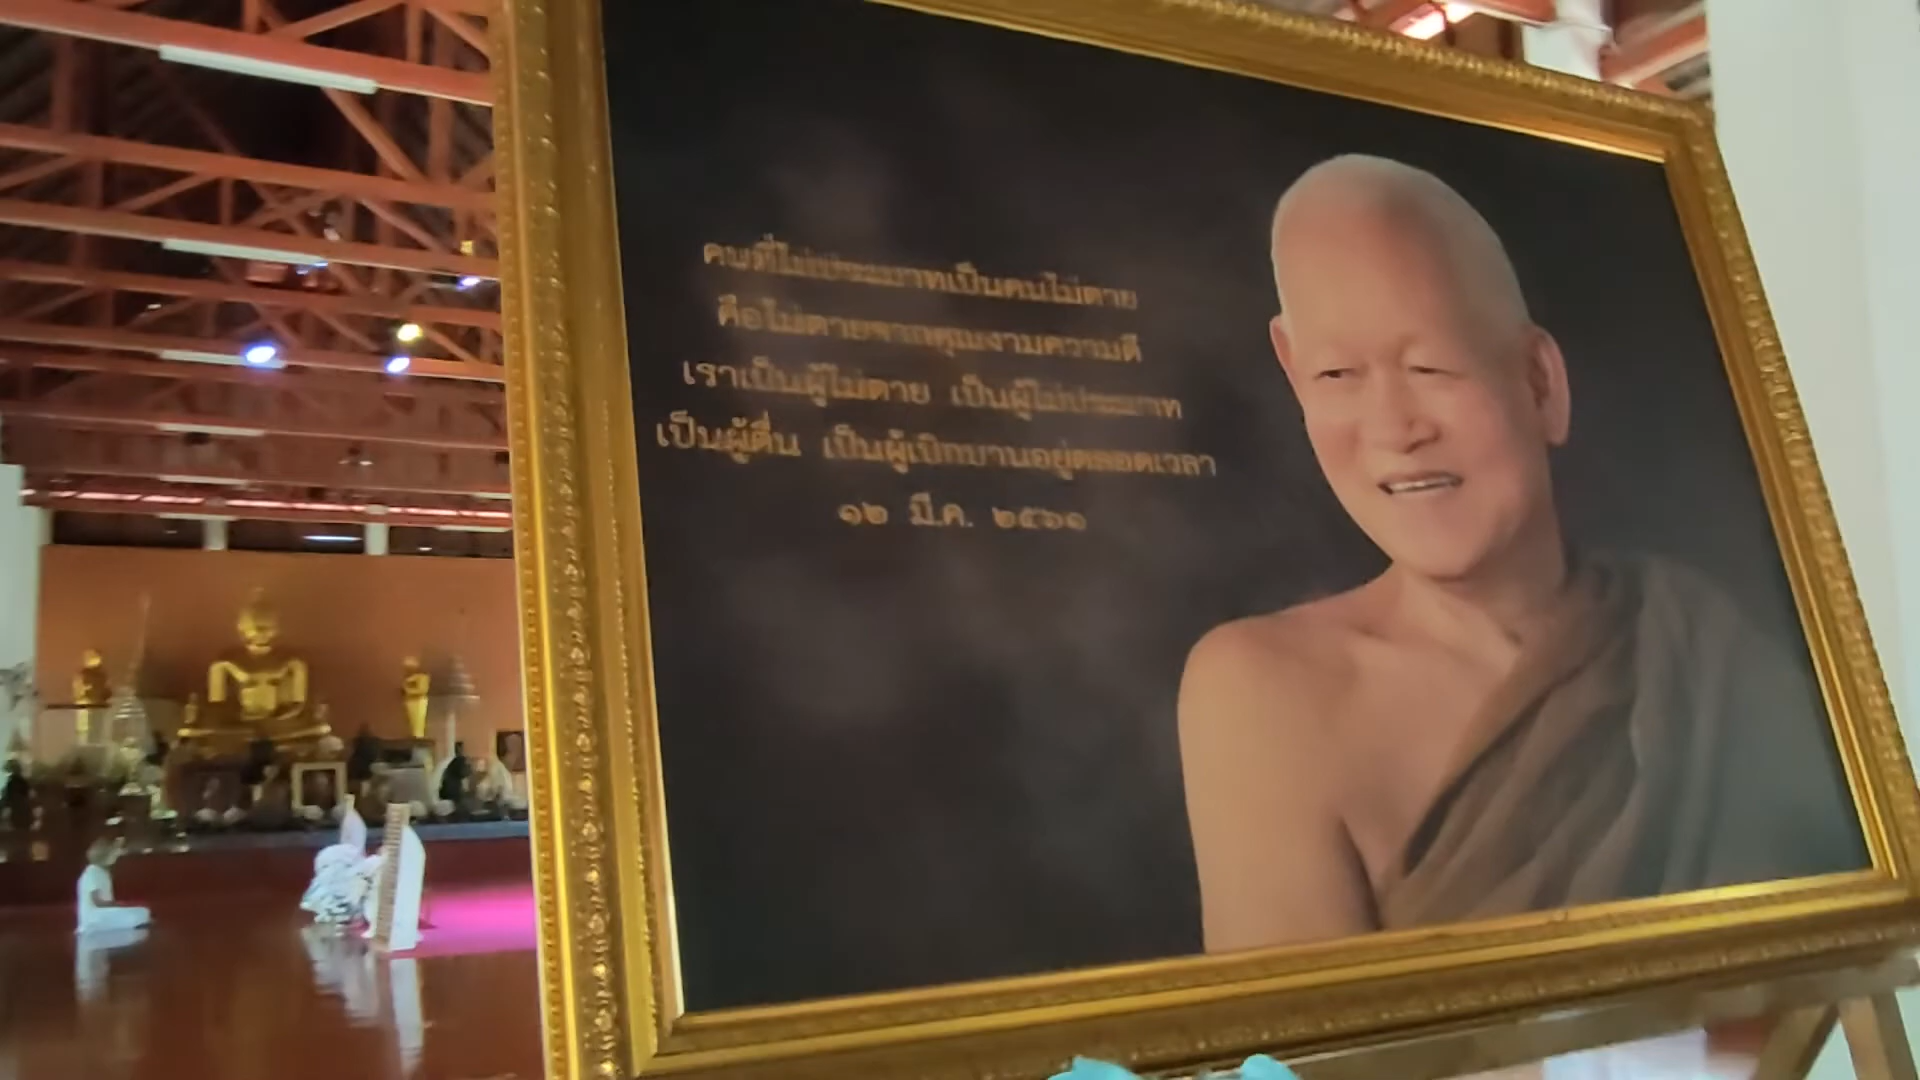 คนที่ไม่ประมาทเป็นคนไม่ตาย
คือไม่ตายจากคุณงามความดี
เราเป็นผู้ไม่ตาย เป็นผู้ไม่ประมาท
เป็นผู้ตื่น เป็นผู้เบิกบานอยู่ตลอดเวลา
๑๒ มี.ค. ๒๕๖๑